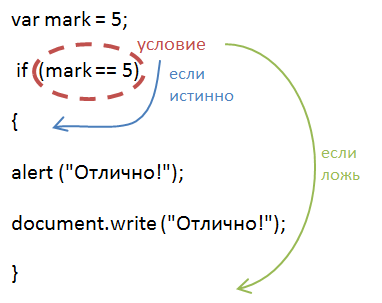 var mark = 5;
условие
if (mark == 5)
если
истинно
{
если
ложь
alert ("Отлично!");
document.write ("Отлично!");
}